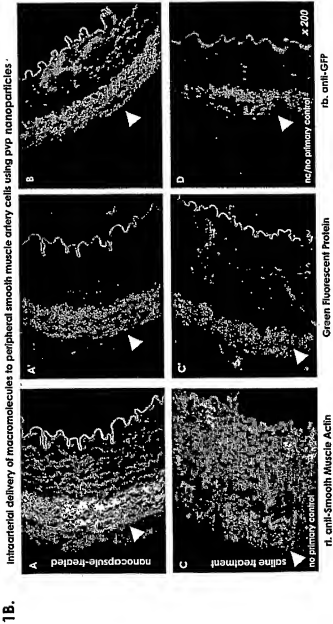 1B.
Intraarterial delivery of macromolecules to peripheral smooth muscle artery cells using pvp nanoparticles
A
nanocapsule-treated
A'
B
C
saline treatment
no primary control
C'
D
nc/no primary control
x 200
rt. anti-Smooth Muscle Actin
Green Fluorescent Protein
rb. anti-GFP